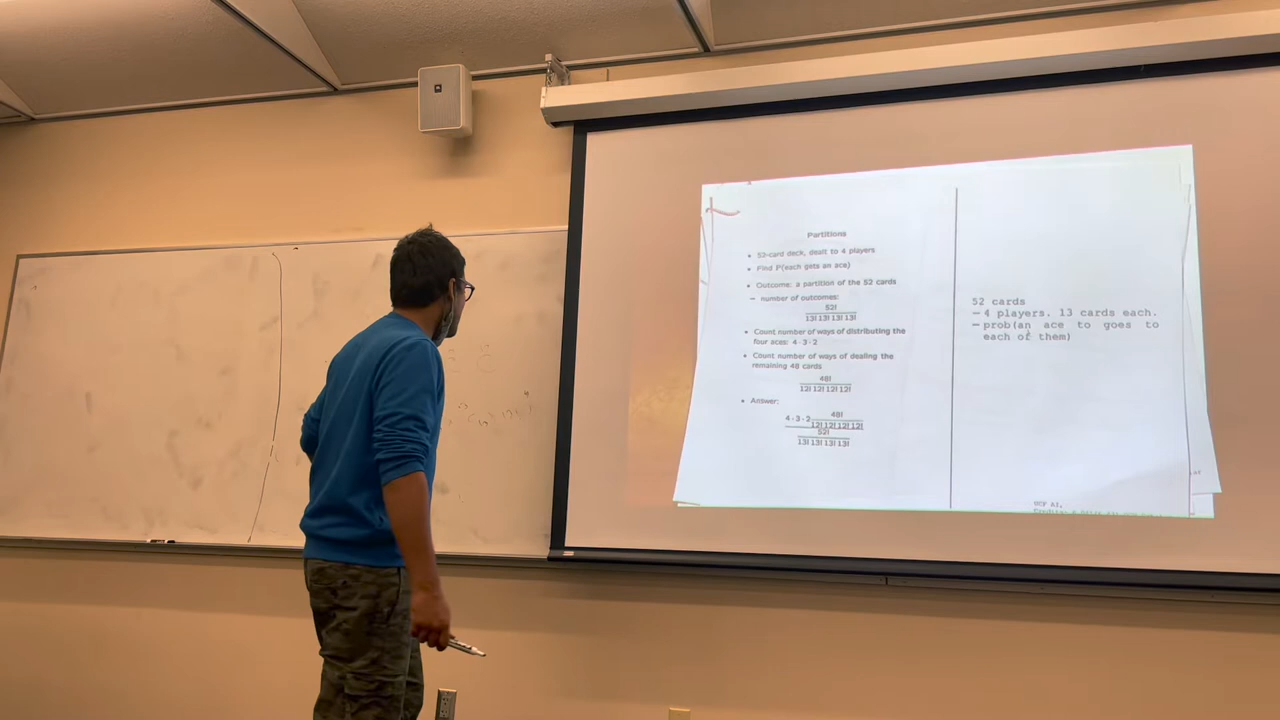 Partitions
• 52-card deck, dealt to 4 players
• Find P(each gets an ace)
• Outcome: a partition of the 52 cards
− number of outcomes:
52!
13! 13! 13! 13!
• Count number of ways of distributing the
four aces: 4 · 3 · 2
• Count number of ways of dealing the
remaining 48 cards
48!
12! 12! 12! 12!
• Answer:
4 · 3 · 2 48!
12! 12! 12! 12!
52!
13! 13! 13! 13!
52 cards
− 4 players. 13 cards each.
− prob(an ace to goes to
each of them)